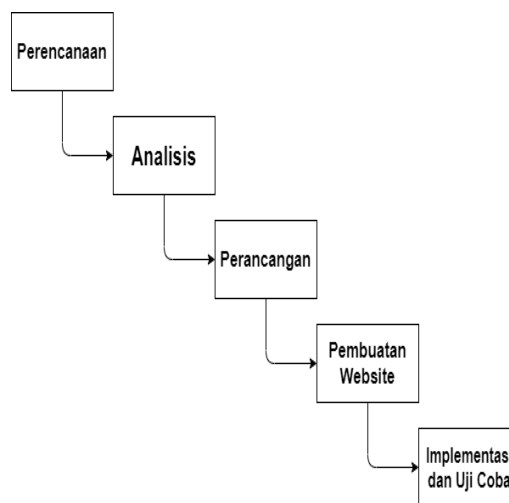 Perencanaan
Analisis
Perancangan
Pembuatan
Website
Implementas
dan Uji Coba